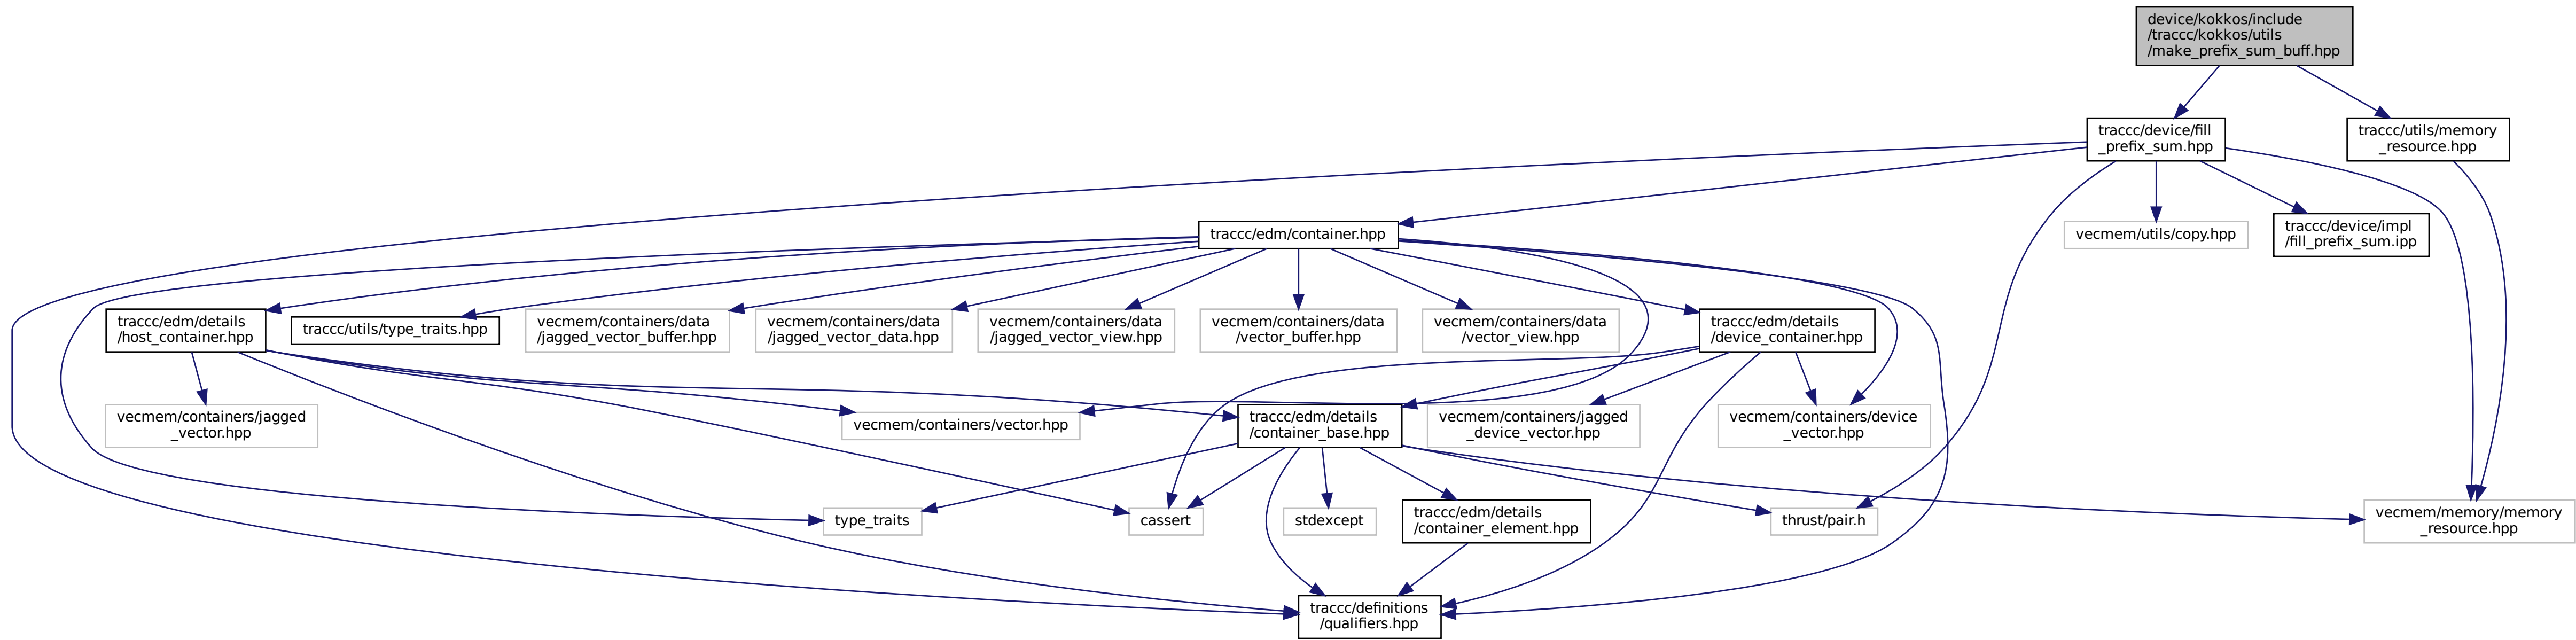 device/kokkos/include
/traccc/kokkos/utils
/make_prefix_sum_buff.hpp
traccc/device/fill
_prefix_sum.hpp
traccc/utils/memory
_resource.hpp
traccc/edm/container.hpp
vecmem/utils/copy.hpp
traccc/device/impl
/fill_prefix_sum.ipp
traccc/edm/details
/host_container.hpp
traccc/utils/type_traits.hpp
vecmem/containers/data
/jagged_vector_buffer.hpp
vecmem/containers/data
/jagged_vector_data.hpp
vecmem/containers/data
/jagged_vector_view.hpp
vecmem/containers/data
/vector_buffer.hpp
vecmem/containers/data
/vector_view.hpp
traccc/edm/details
/device_container.hpp
vecmem/containers/jagged
_vector.hpp
vecmem/containers/vector.hpp
traccc/edm/details
/container_base.hpp
vecmem/containers/jagged
_device_vector.hpp
vecmem/containers/device
_vector.hpp
type_traits
cassert
stdexcept
traccc/edm/details
/container_element.hpp
thrust/pair.h
vecmem/memory/memory
_resource.hpp
traccc/definitions
/qualifiers.hpp